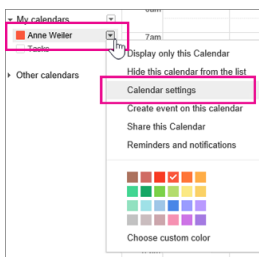 My calendars
Anne Weiler
7am
Tasks
Display only this Calendar
Hide this calendar from the list
Other calendars
Calendar settings
Create event on this calendar
Share this Calendar
Reminders and notifications
Choose custom color